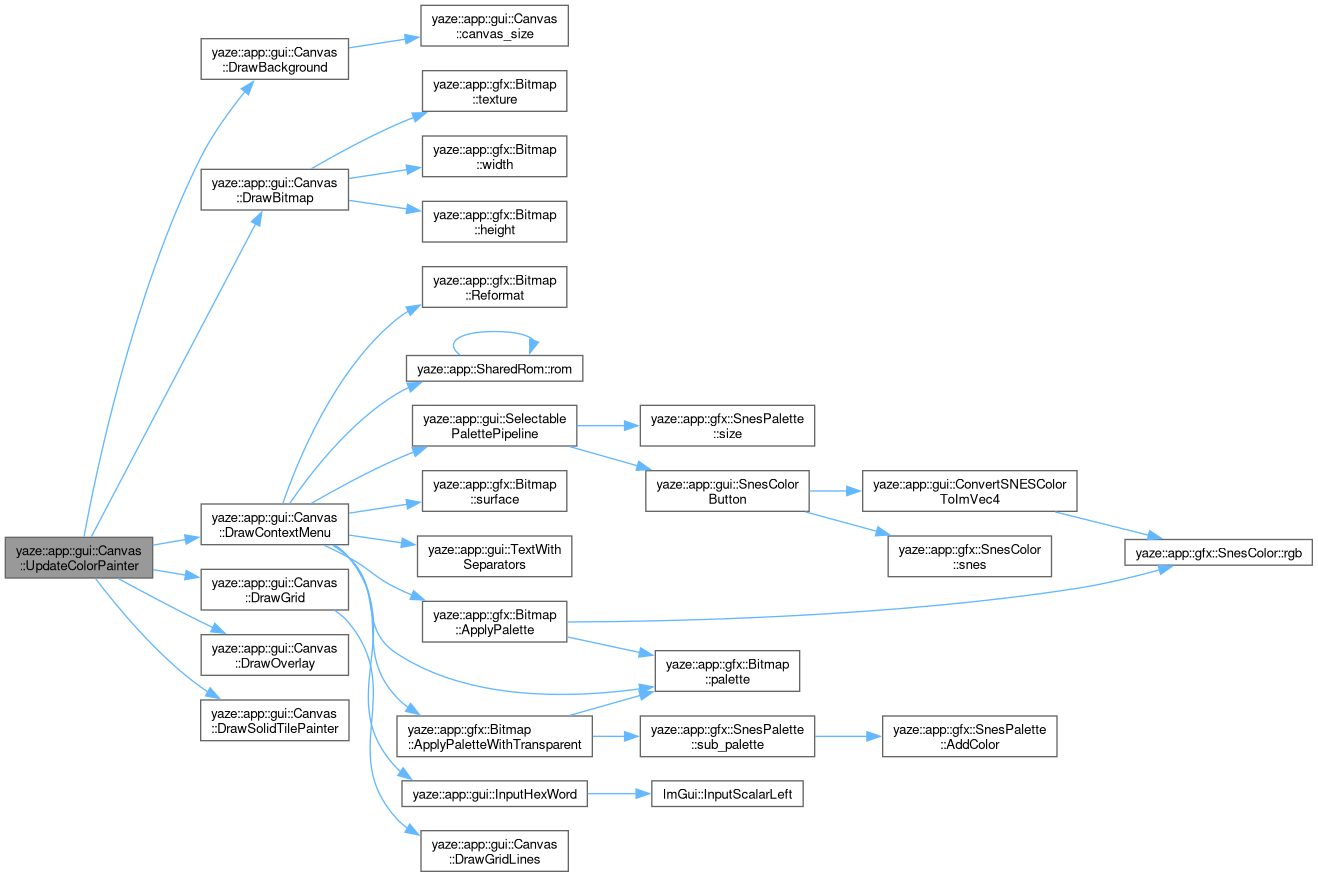 yaze::app::gui::Canvas
::canvas_size
yaze::app::gui::Canvas
::DrawBackground
yaze::app::gfx::Bitmap
::texture
yaze::app::gfx::Bitmap
::width
yaze::app::gui::Canvas
::DrawBitmap
yaze::app::gfx::Bitmap
::height
yaze::app::gfx::Bitmap
::Reformat
yaze::app::SharedRom::rom
yaze::app::gui::Selectable
PalettePipeline
yaze::app::gfx::SnesPalette
::size
yaze::app::gfx::Bitmap
::surface
yaze::app::gui::SnesColor
Button
yaze::app::gui::ConvertSNESColor
ToImVec4
yaze::app::gui::Canvas
::DrawContextMenu
yaze::app::gui::Canvas
::UpdateColorPainter
yaze::app::gui::TextWith
Separators
yaze::app::gfx::SnesColor
::snes
yaze::app::gfx::SnesColor::rgb
yaze::app::gui::Canvas
::DrawGrid
yaze::app::gfx::Bitmap
::ApplyPalette
yaze::app::gui::Canvas
::DrawOverlay
yaze::app::gfx::Bitmap
::palette
yaze::app::gui::Canvas
::DrawSolidTilePainter
yaze::app::gfx::Bitmap
::ApplyPaletteWithTransparent
yaze::app::gfx::SnesPalette
::sub_palette
yaze::app::gfx::SnesPalette
::AddColor
yaze::app::gui::InputHexWord
ImGui::InputScalarLeft
yaze::app::gui::Canvas
::DrawGridLines